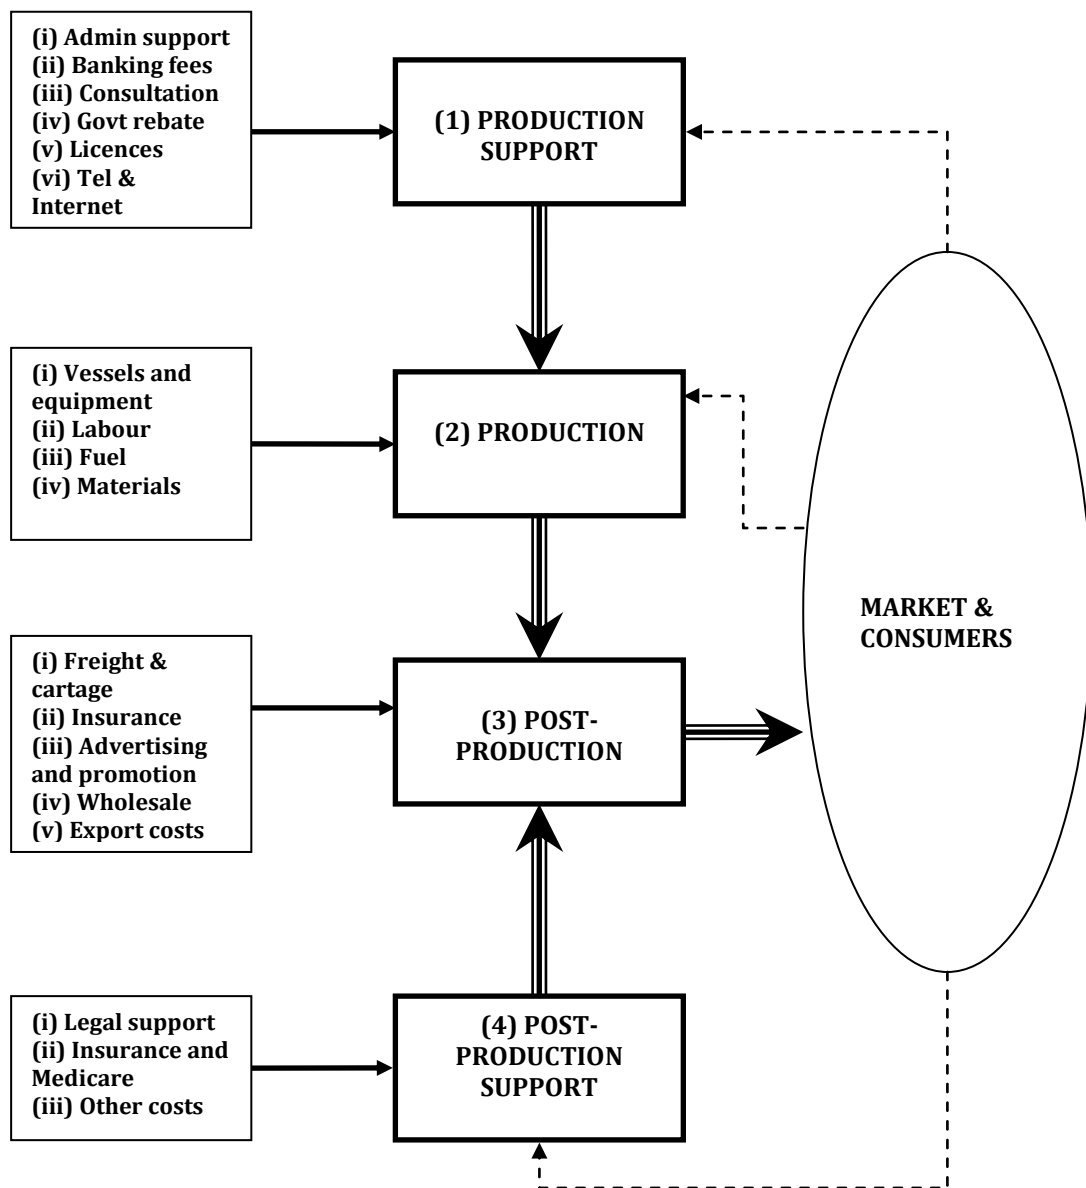 (i) Admin support
(ii) Banking fees
(iii) Consultation
(iv) Govt rebate
(v) Licences
(vi) Tel &
Internet
(1) PRODUCTION
SUPPORT
(i) Vessels and
equipment
(ii) Labour
(iii) Fuel
(iv) Materials
(2) PRODUCTION
MARKET &
CONSUMERS
(i) Freight &
cartage
(ii) Insurance
(iii) Advertising
and promotion
(iv) Wholesale
(v) Export costs
(3) POST-
PRODUCTION
(i) Legal support
(ii) Insurance and
Medicare
(iii) Other costs
(4) POST-
PRODUCTION
SUPPORT